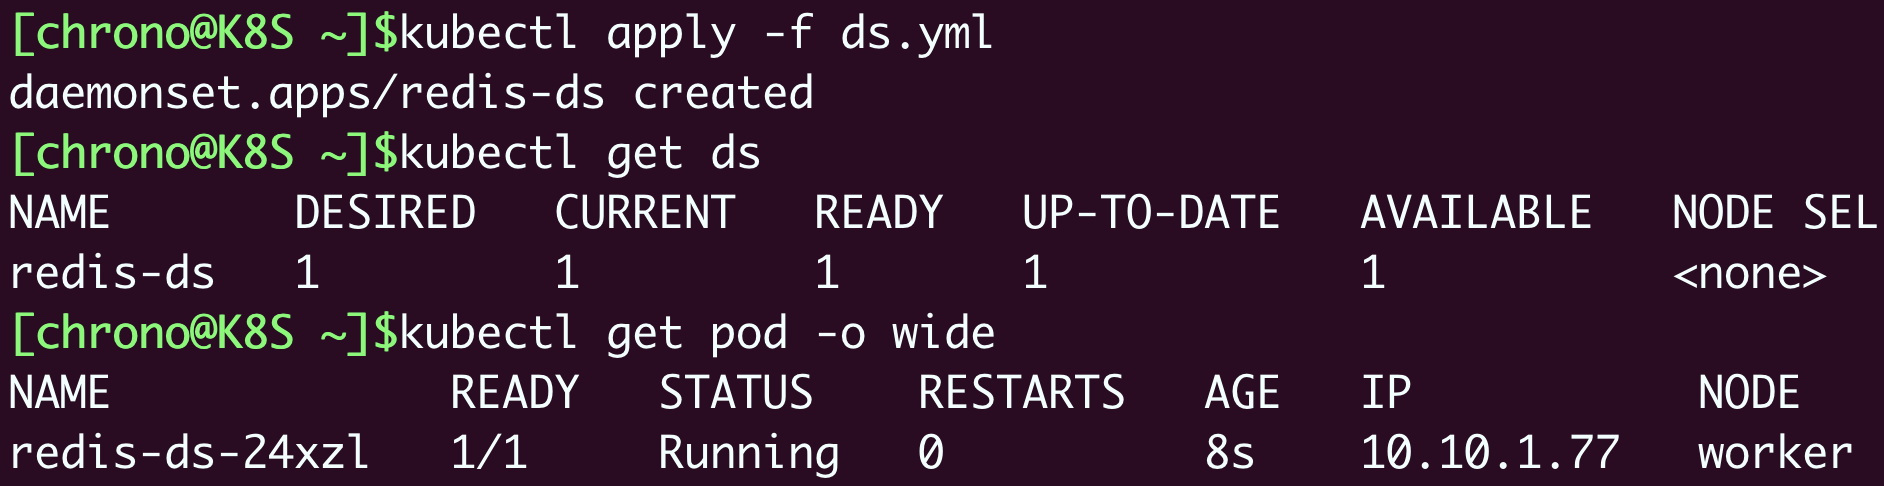 [chrono@K8S ~]$kubectl apply -f ds.yml
daemonset.apps/redis-ds created
[chrono@K8S ~]$kubectl get ds
NAME       DESIRED   CURRENT   READY   UP-TO-DATE   AVAILABLE   NODE SEL
redis-ds   1         1         1       1            1           <none>
[chrono@K8S ~]$kubectl get pod -o wide
NAME             READY   STATUS    RESTARTS   AGE   IP           NODE
redis-ds-24xzl   1/1     Running   0          8s    10.10.1.77   worker